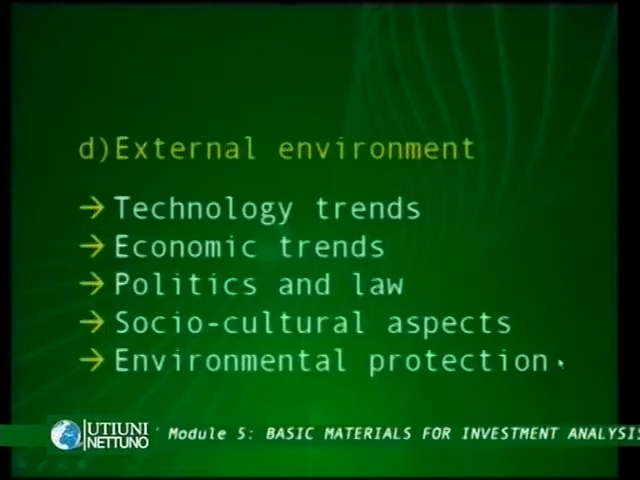 d)External environment
→ Technology trends
→ Economic trends
→ Politics and law
→ Socio-cultural aspects
→ Environmental protection
UTIUNI
NETTUNO
Module 5: BASIC MATERIALS FOR INVESTMENT ANALYSIS